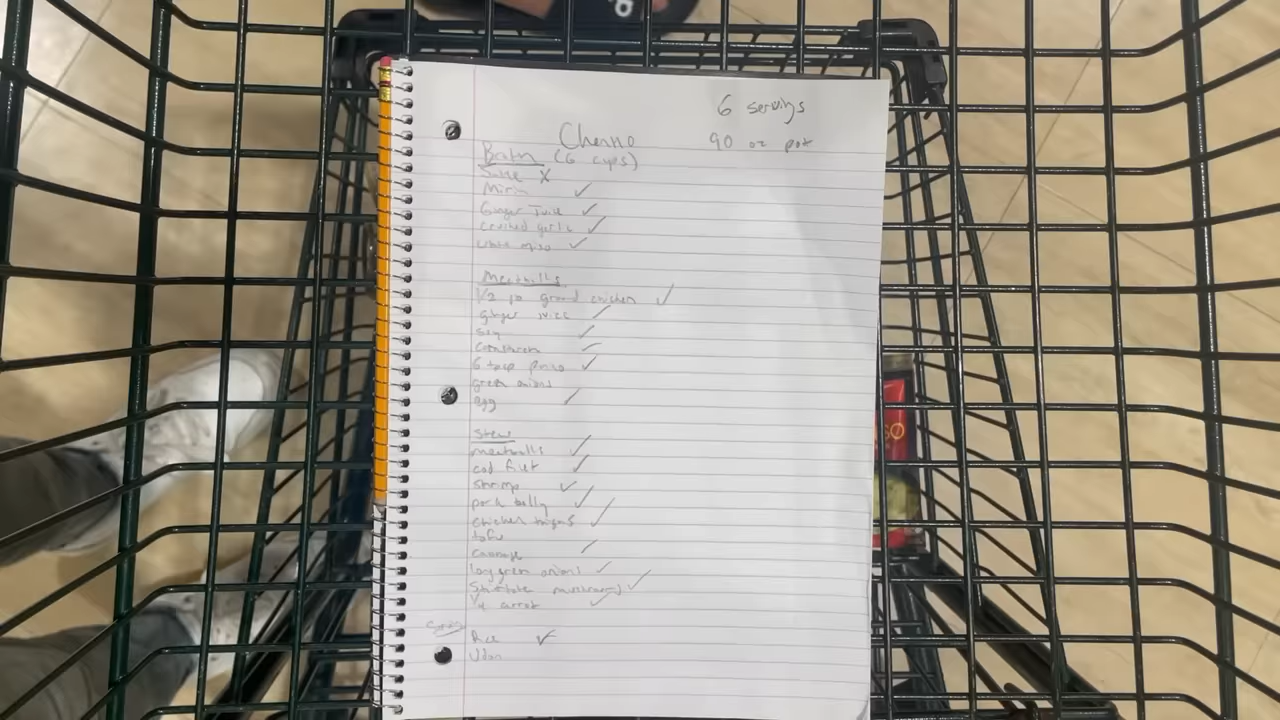 6 servings
Chanko
90 oz pot
Broth (6 cups)
Sake X
Mirin ✓
Ginger Juice ✓
Crushed garlic ✓
white miso ✓
Meatballs
1/2 lb ground chicken ✓
ginger juice ✓
soy ✓
cornstarch ✓
6 tbsp panko ✓
green onions
egg ✓
Stew
meatballs ✓
cod filet ✓
shrimp ✓
pork belly ✓
chicken thighs ✓
tofu
cabbage ✓
long green onions ✓
Shiitake mushrooms ✓
1/4 carrot ✓
Rice ✓
Udon